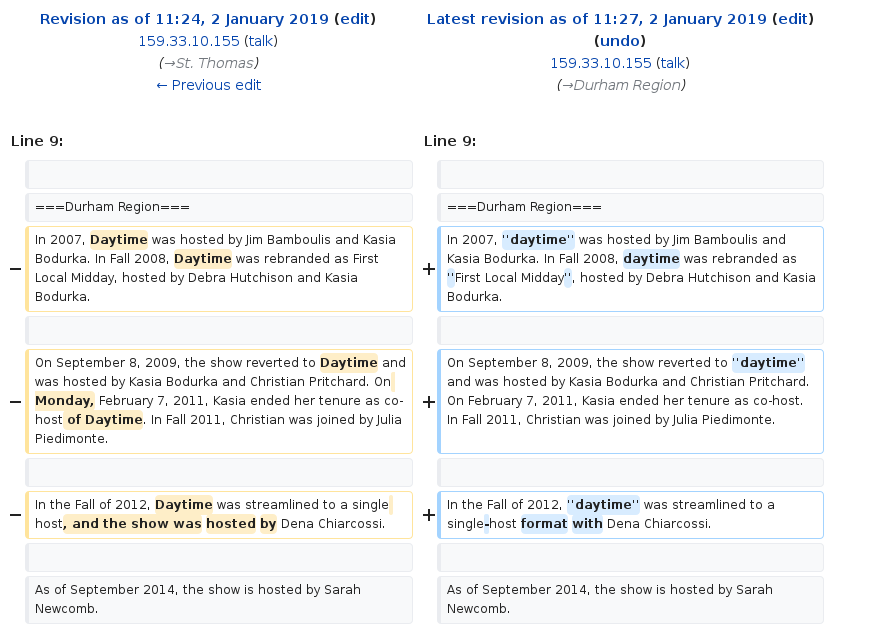 Revision as of 11:24, 2 January 2019 (edit)
159.33.10.155 (talk)
(→St. Thomas)
← Previous edit
Latest revision as of 11:27, 2 January 2019 (edit)
(undo)
159.33.10.155 (talk)
(→Durham Region)
Line 9:
Line 9:
===Durham Region===
===Durham Region===
− In 2007, Daytime was hosted by Jim Bamboulis and Kasia
Bodurka. In Fall 2008, Daytime was rebranded as First
Local Midday, hosted by Debra Hutchison and Kasia
Bodurka.
+ In 2007, ''daytime'' was hosted by Jim Bamboulis and
Kasia Bodurka. In Fall 2008, daytime was rebranded as
''First Local Midday'', hosted by Debra Hutchison and Kasia
Bodurka.
− On September 8, 2009, the show reverted to Daytime and
was hosted by Kasia Bodurka and Christian Pritchard. On
Monday, February 7, 2011, Kasia ended her tenure as co-
host of Daytime. In Fall 2011, Christian was joined by Julia
Piedimonte.
+ On September 8, 2009, the show reverted to ''daytime''
and was hosted by Kasia Bodurka and Christian Pritchard.
On February 7, 2011, Kasia ended her tenure as co-host.
In Fall 2011, Christian was joined by Julia Piedimonte.
− In the Fall of 2012, Daytime was streamlined to a single
host, and the show was hosted by Dena Chiarcossi.
+ In the Fall of 2012, ''daytime'' was streamlined to a
single-host format with Dena Chiarcossi.
As of September 2014, the show is hosted by Sarah
Newcomb.
As of September 2014, the show is hosted by Sarah
Newcomb.